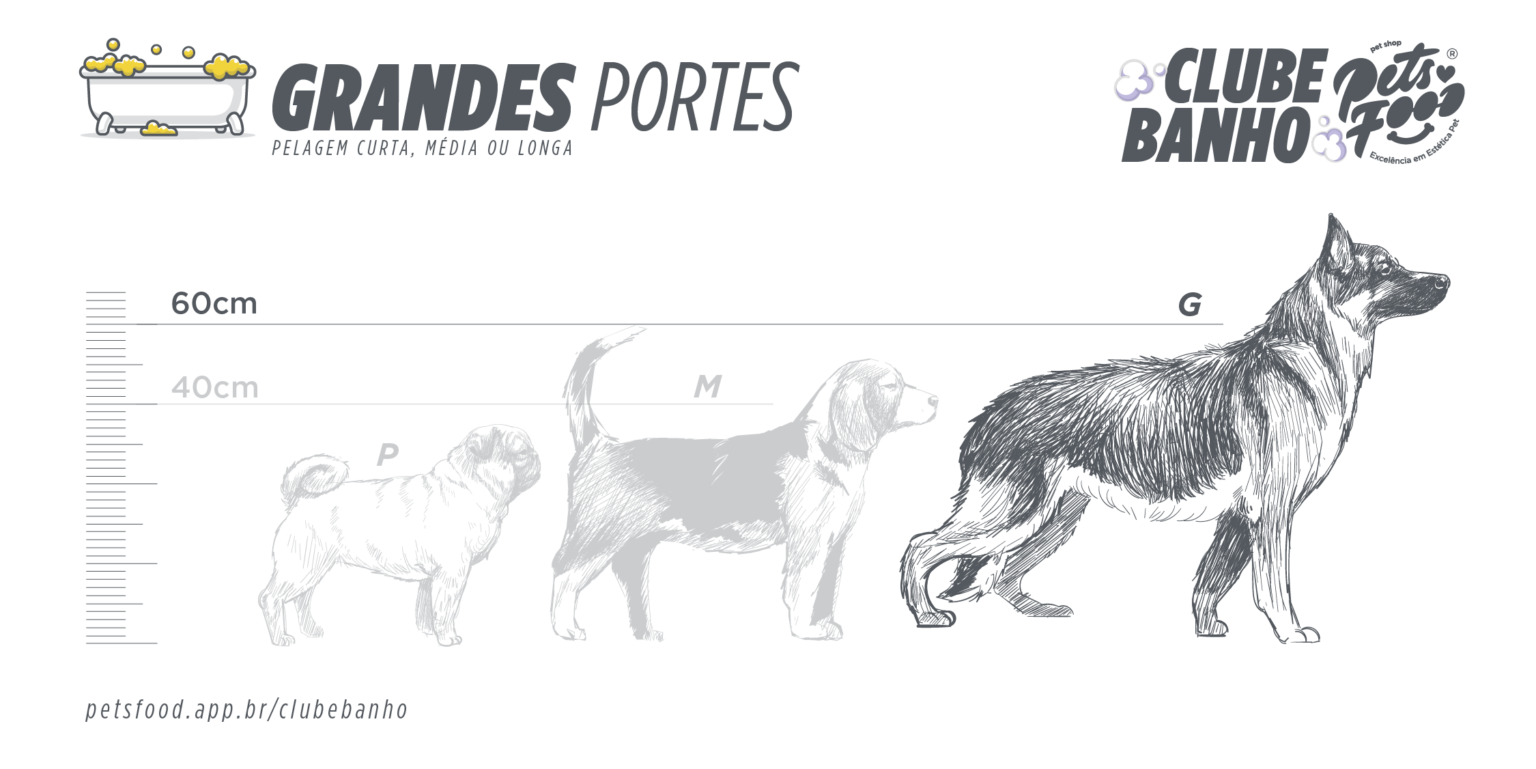 GRANDES PORTES
PELAGEM CURTA, MÉDIA OU LONGA
CLUBE
BANHO
pet shop
Pets
Food
®
Excelência em Estética Pet
60cm
G
40cm
M
P
petsfood.app.br/clubebanho